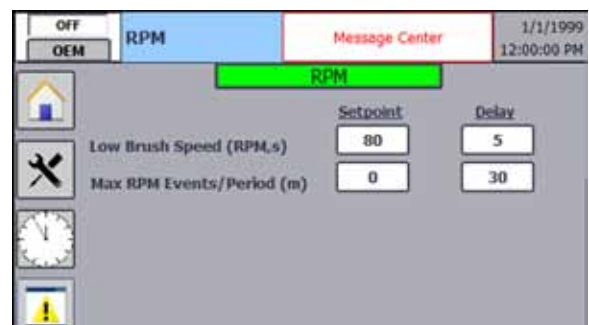 OFF
OEM
RPM
Message Center
1/1/1999
12:00:00 PM
RPM
Setpoint Delay
Low Brush Speed (RPM,s) 80 5
Max RPM Events/Period (m) 0 30